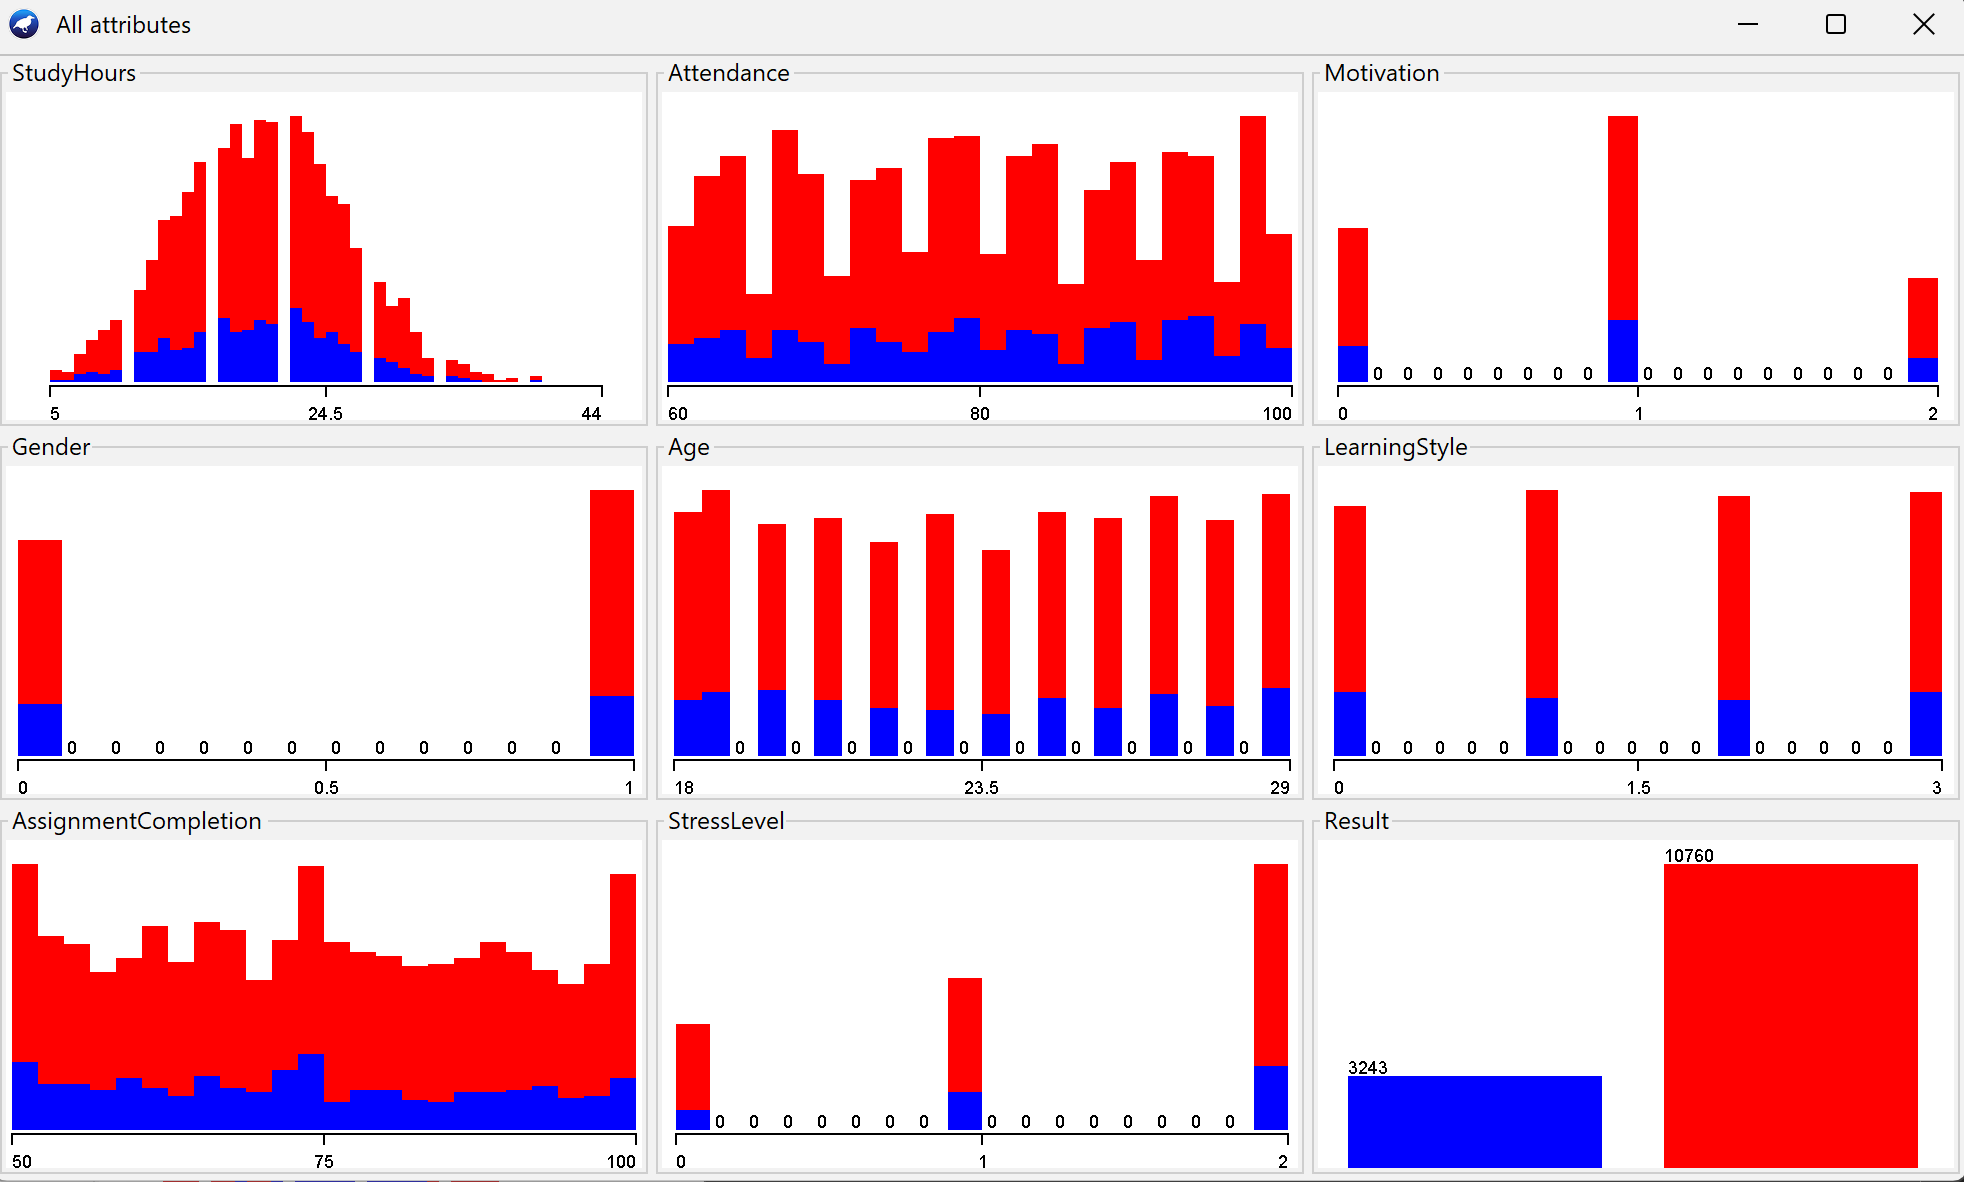 All attributes
StudyHours
5 24.5 44
Attendance
60 80 100
Motivation
0 0 0 0 0 0 0 0 0 0 0 0 0 0 0 0 0
0 1 2
Gender
0 0 0 0 0 0 0 0 0 0 0 0
0 0.5 1
Age
0 0 0 0 0 0 0 0 0 0
18 23.5 29
LearningStyle
0 0 0 0 0 0 0 0 0 0 0 0 0 0 0
0 1.5 3
AssignmentCompletion
50 75 100
StressLevel
0 0 0 0 0 0 0 0 0 0 0 0 0 0 0
0 1 2
Result
10760
3243